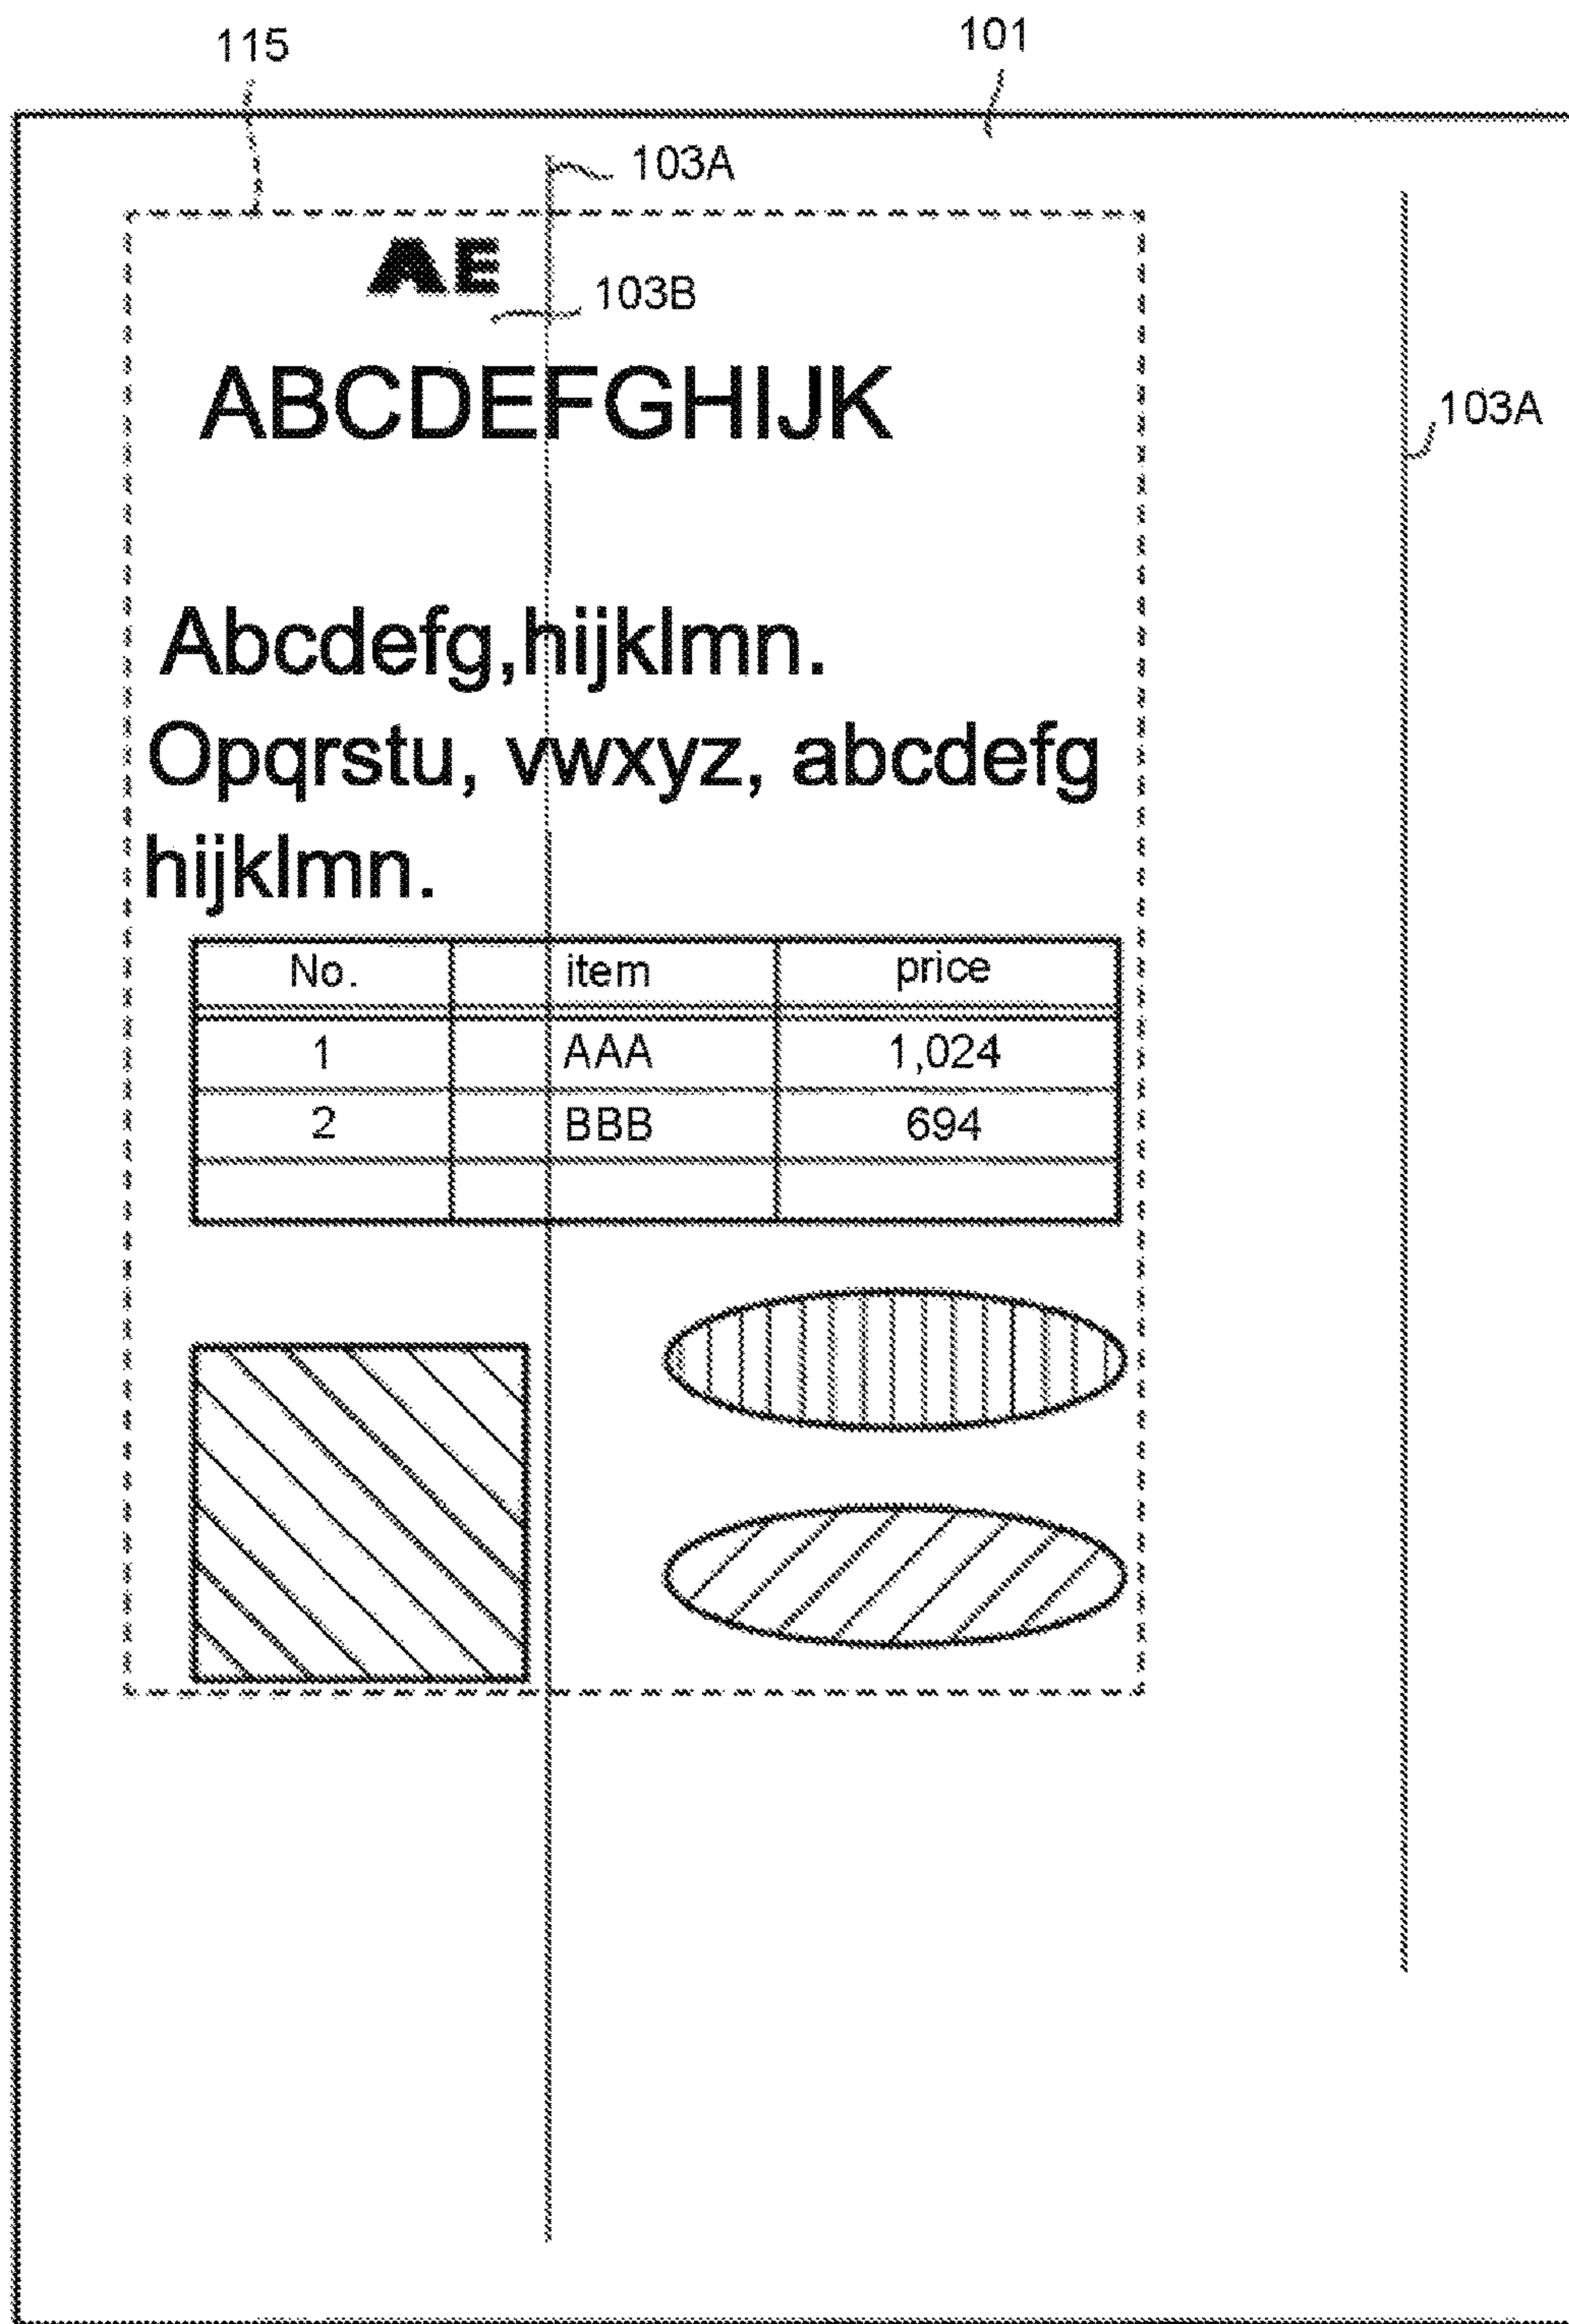 115
101
103A
AE
103B
ABCDEFGHIJK
103A
Abcdefg,hijklmn.
Opqrstu, vwxyz, abcdefg
hijklmn.
No. item price
1 AAA 1,024
2 BBB 694